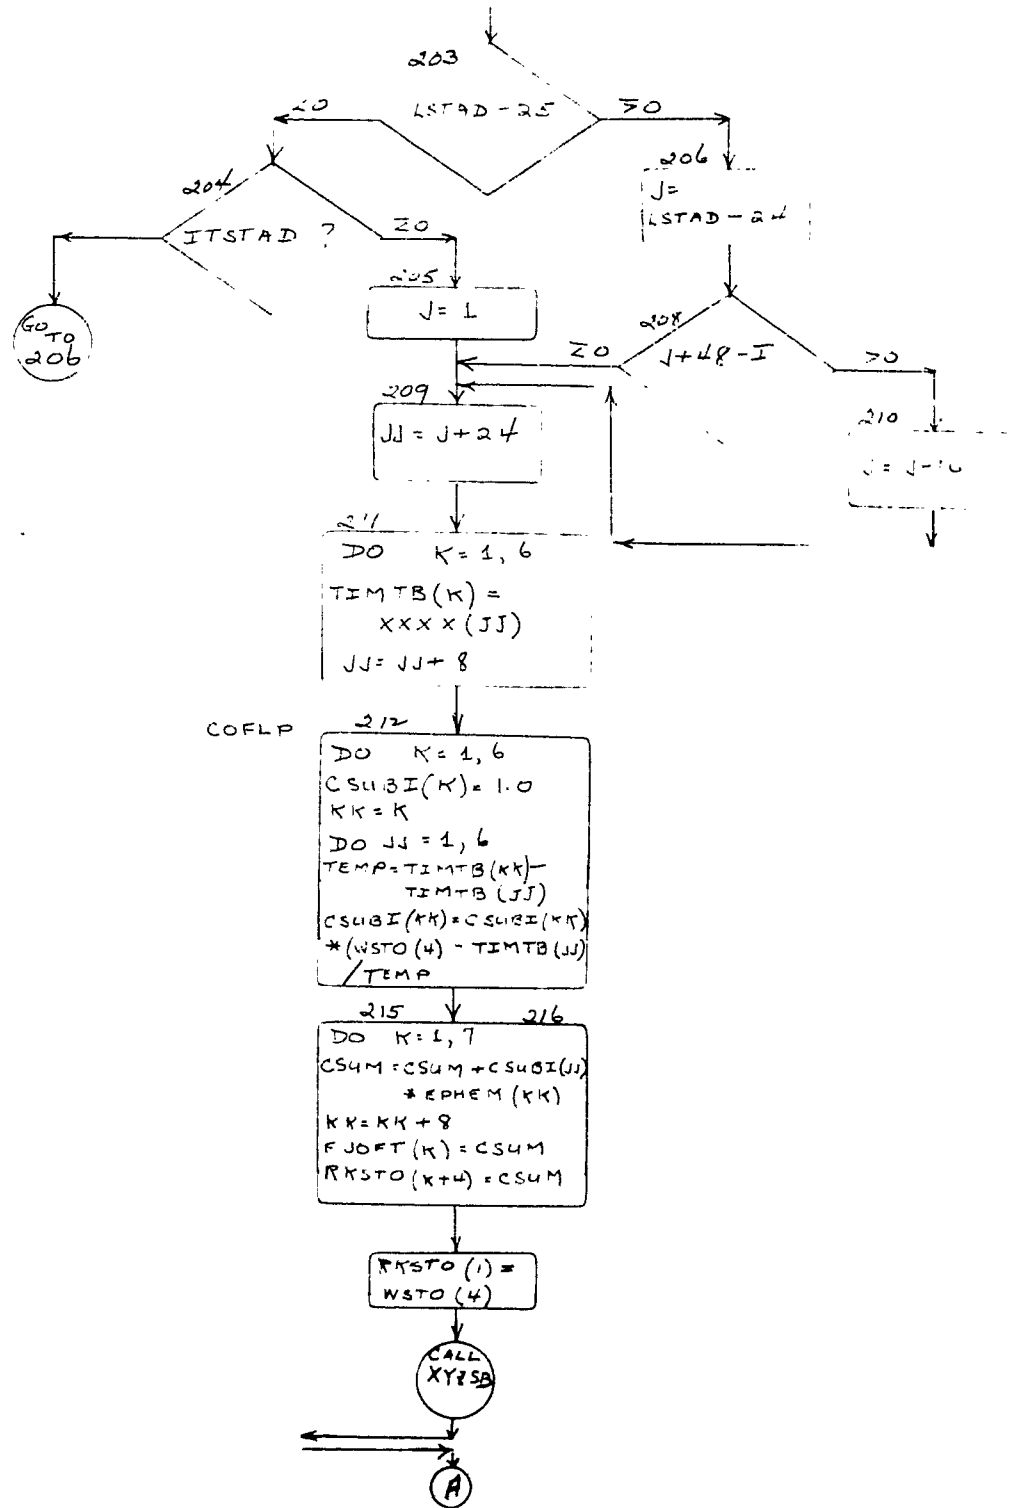 203
LSTAD - 25
<0
>0
204
206
J=
LSTAD - 24
ITSTAD ?
≤0
205
J = 1
GO TO
206
208
J+48-I
≤0
>0
209
JJ = J+24
210
211
DO K = 1, 6
TIMTB(K) =
XXXX(JJ)
JJ = JJ + 8
COFLP
212
DO K = 1, 6
CSUBI(K) = 1.0
KK = K
DO JJ = 1, 6
TEMP = TIMTB(KK) -
TIMTB(JJ)
CSUBI(KK) = CSUBI(KK)
*(WSTO(4) - TIMTB(JJ)
/TEMP
215
216
DO K = 1, 7
CSUM = CSUM + CSUBI(JJ)
* EPHEM(KK)
KK = KK + 8
FJOFT(K) = CSUM
RKSTO(K+4) = CSUM
RKSTO(1) =
WSTO(4)
CALL
XYZSB
A